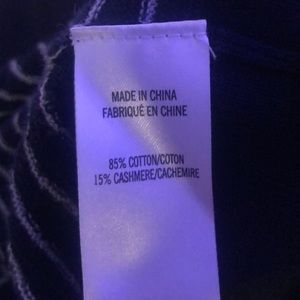 MADE IN CHINA
FABRIQUÉ EN CHINE
85% COTTON/COTON
15% CASHMERE/CACHEMIRE